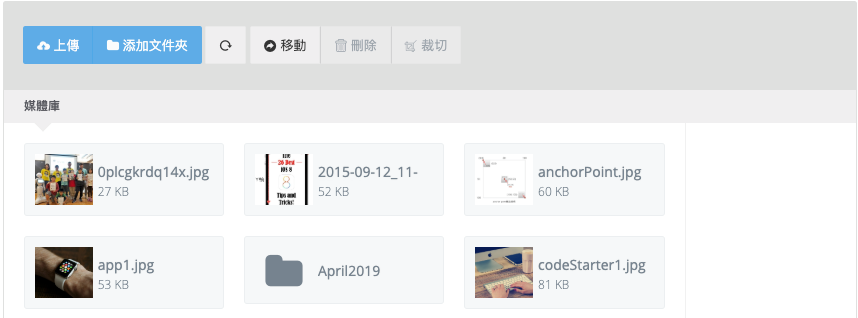 上傳 添加文件夾 移動 刪除 裁切
媒體庫
0plcgkrdq14x.jpg
27 KB
2015-09-12_11-
52 KB
anchorPoint.jpg
60 KB
app1.jpg
53 KB
April2019
codeStarter1.jpg
81 KB